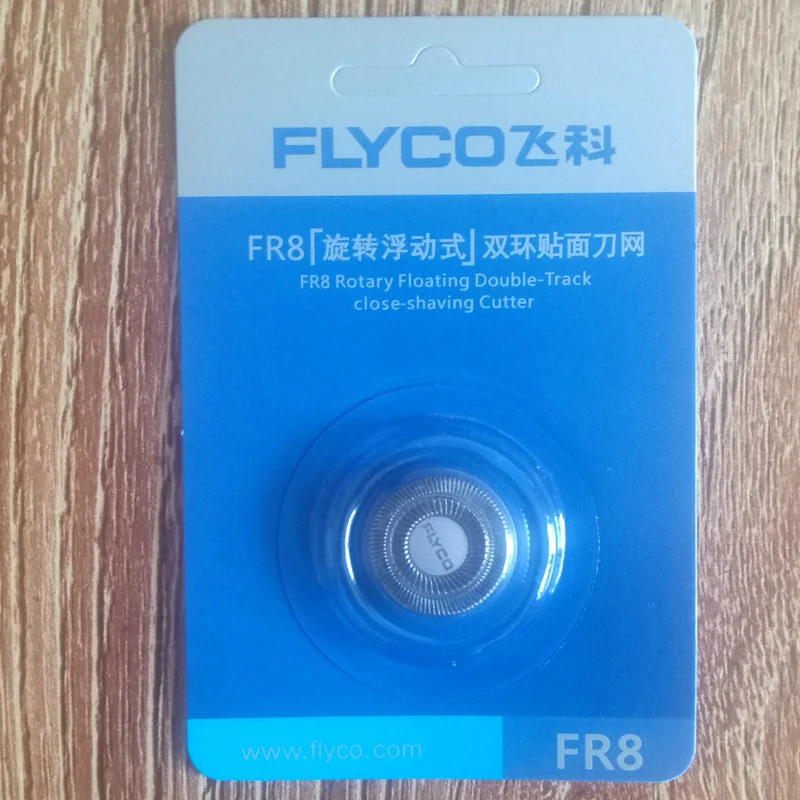 FLYCO飞科
FR8「旋转浮动式」双环贴面刀网
FR8 Rotary Floating Double-Track
close-shaving Cutter
FLYCO
www.flyco.com
FR8